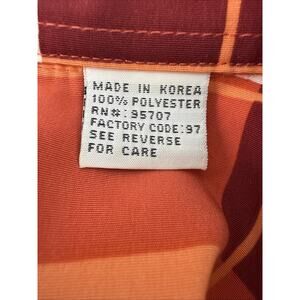 MADE IN KOREA
100% POLYESTER
RN#: 95707
FACTORY CODE:97
SEE REVERSE
FOR CARE